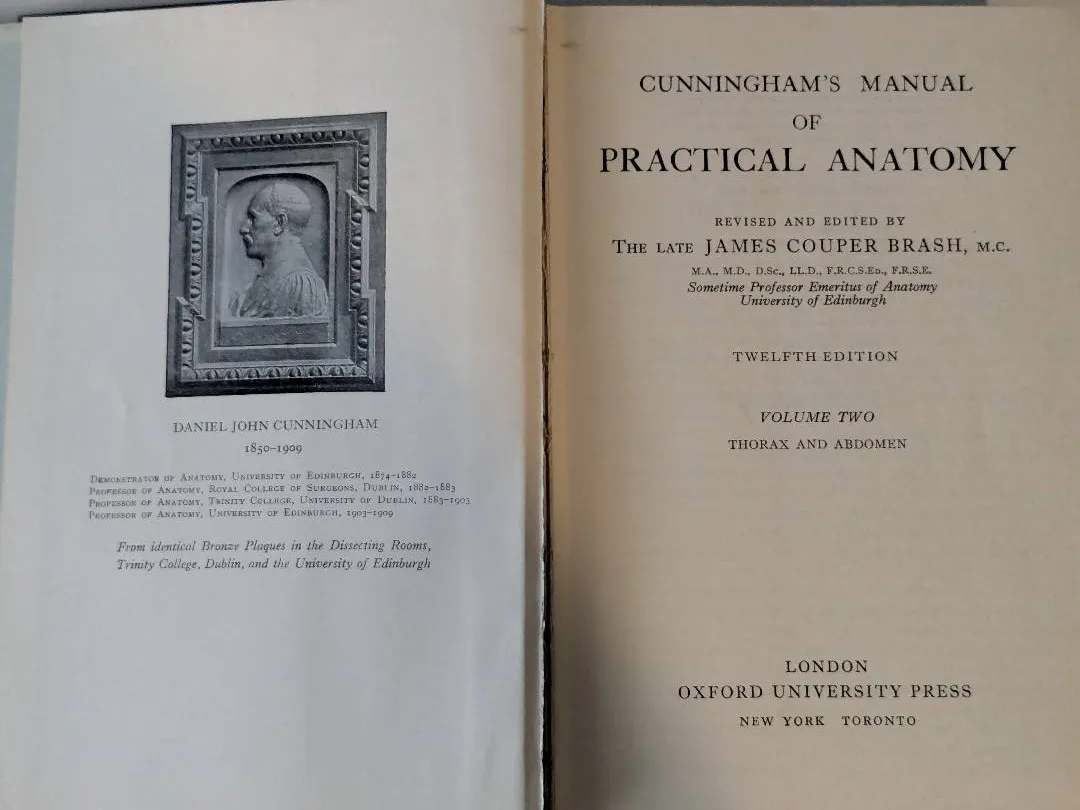 DANIEL JOHN CUNNINGHAM
1850–1909
Demonstrator of Anatomy, University of Edinburgh, 1874–1882
Professor of Anatomy, Royal College of Surgeons, Dublin, 1882–1883
Professor of Anatomy, Trinity College, University of Dublin, 1883–1903
Professor of Anatomy, University of Edinburgh, 1903–1909
From identical Bronze Plaques in the Dissecting Rooms,
Trinity College, Dublin, and the University of Edinburgh
CUNNINGHAM'S MANUAL
OF
PRACTICAL ANATOMY
REVISED AND EDITED BY
The late JAMES COUPER BRASH, M.C.
M.A., M.D., D.Sc., LL.D., F.R.C.S.Ed., F.R.S.E.
Sometime Professor Emeritus of Anatomy
University of Edinburgh
TWELFTH EDITION
VOLUME TWO
THORAX AND ABDOMEN
LONDON
OXFORD UNIVERSITY PRESS
NEW YORK TORONTO